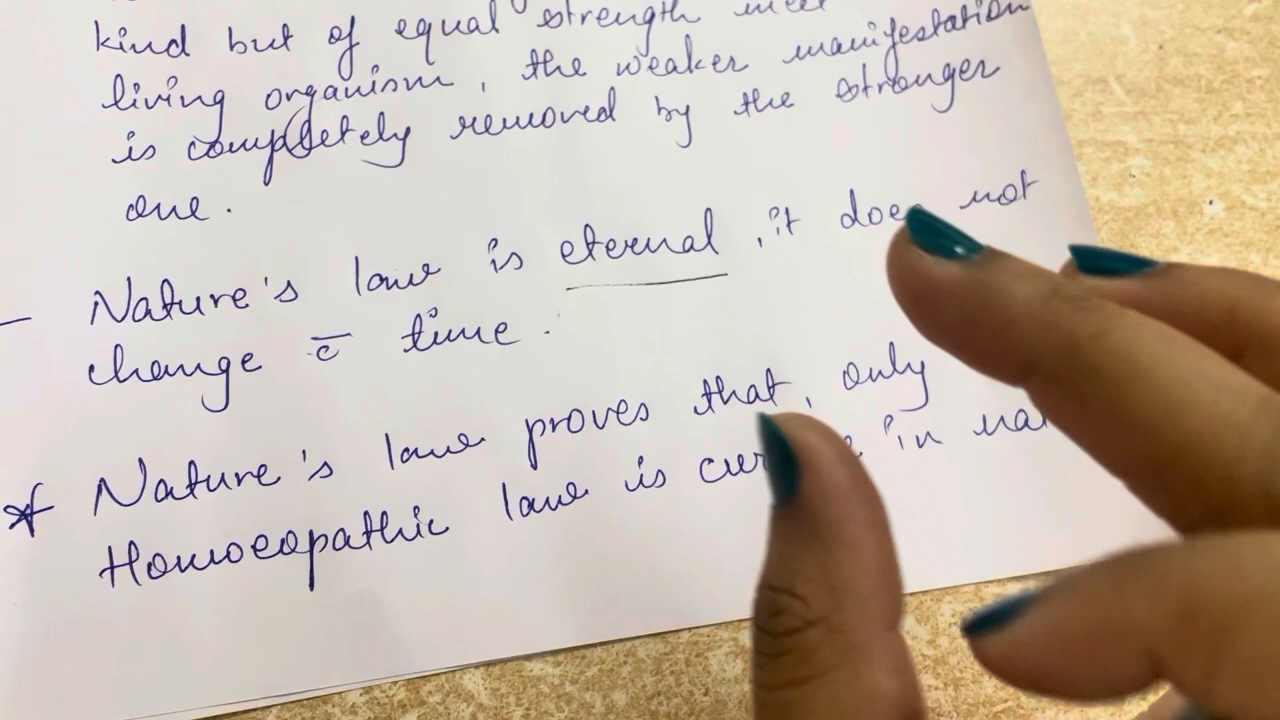 kind but of equal strength meet
living organism, the weaker manifestation
is completely removed by the stronger
one.
- Nature's law is eternal, it does not
change c̄ time.
* Nature's law proves that, only
Homoeopathic law is in